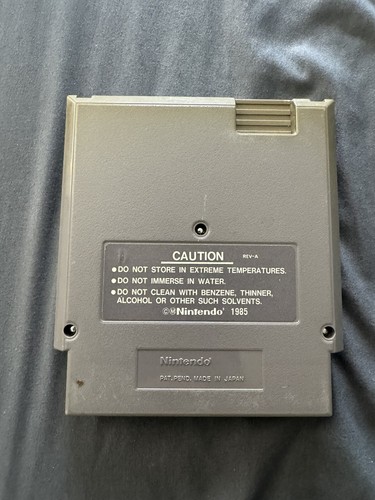 CAUTION REV-A
●DO NOT STORE IN EXTREME TEMPERATURES.
●DO NOT IMMERSE IN WATER.
●DO NOT CLEAN WITH BENZENE, THINNER,
ALCOHOL OR OTHER SUCH SOLVENTS.
©ⓂNintendo® 1985
Nintendo®
PAT.PEND. MADE IN JAPAN